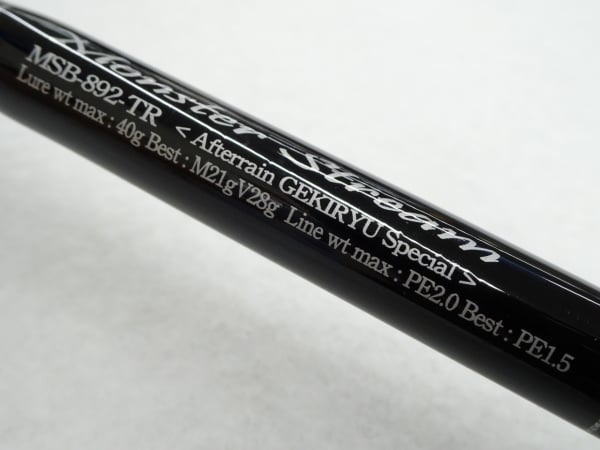 Monster Stream
MSB-892-TR < Afterrain GEKIRYU Special >
Lure wt max : 40g Best : M21gV28g Line wt max : PE2.0 Best : PE1.5